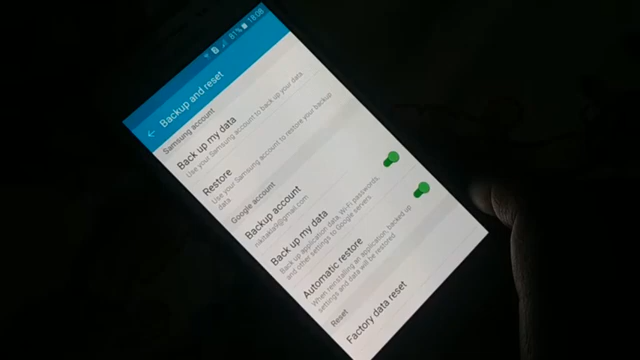 81% 18:08
Backup and reset
Samsung account
Back up my data
Use your Samsung account to back up your data.
Restore
Use your Samsung account to restore your backup
data.
Google account
Backup account
Back up my data
Back up application data, Wi-Fi passwords,
and other settings to Google servers.
Automatic restore
When reinstalling an application, backed up
settings and data will be restored
Reset
Factory data reset